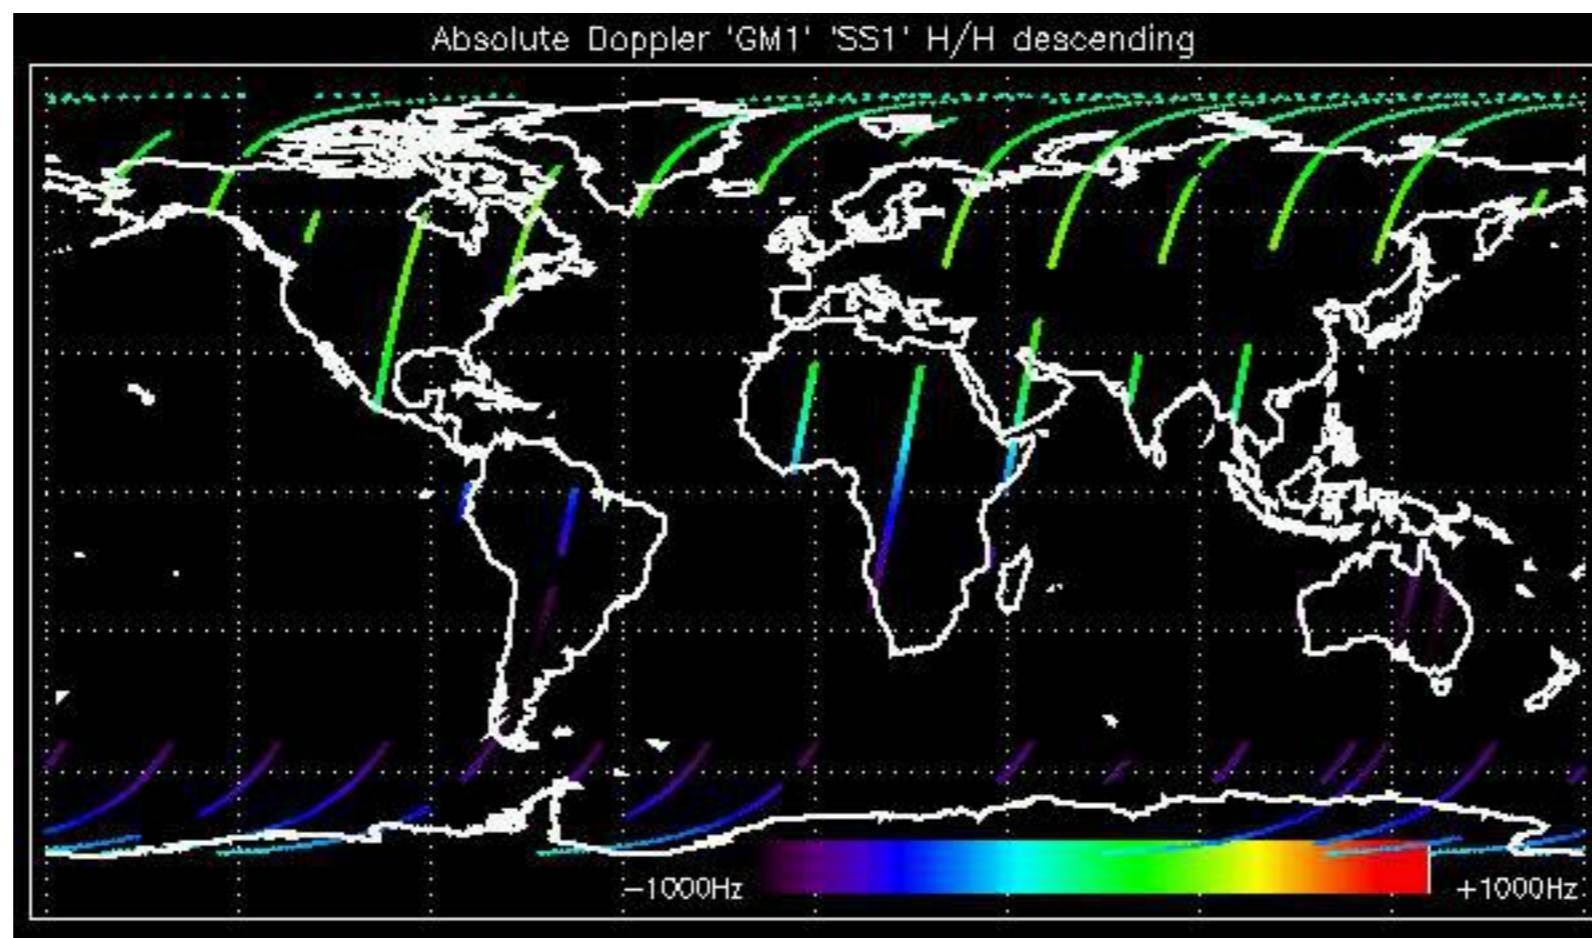 Absolute Doppler 'GM1' 'SS1' H/H descending
−1000Hz
+1000Hz